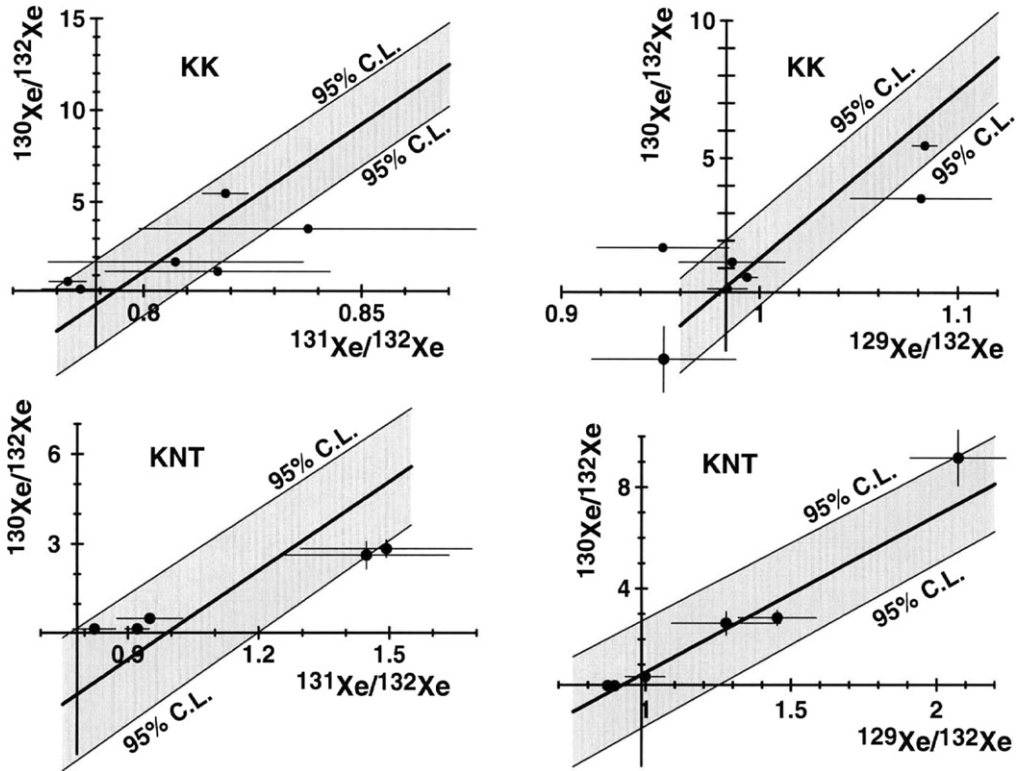 15
10
5
130Xe/132Xe
KK
95% C.L.
95% C.L.
0.8
0.85
131Xe/132Xe
10
5
130Xe/132Xe
KK
95% C.L.
95% C.L.
0.9
1
1.1
129Xe/132Xe
6
3
130Xe/132Xe
KNT
95% C.L.
95% C.L.
0.9
1.2
1.5
131Xe/132Xe
8
4
130Xe/132Xe
KNT
95% C.L.
95% C.L.
1
1.5
2
129Xe/132Xe